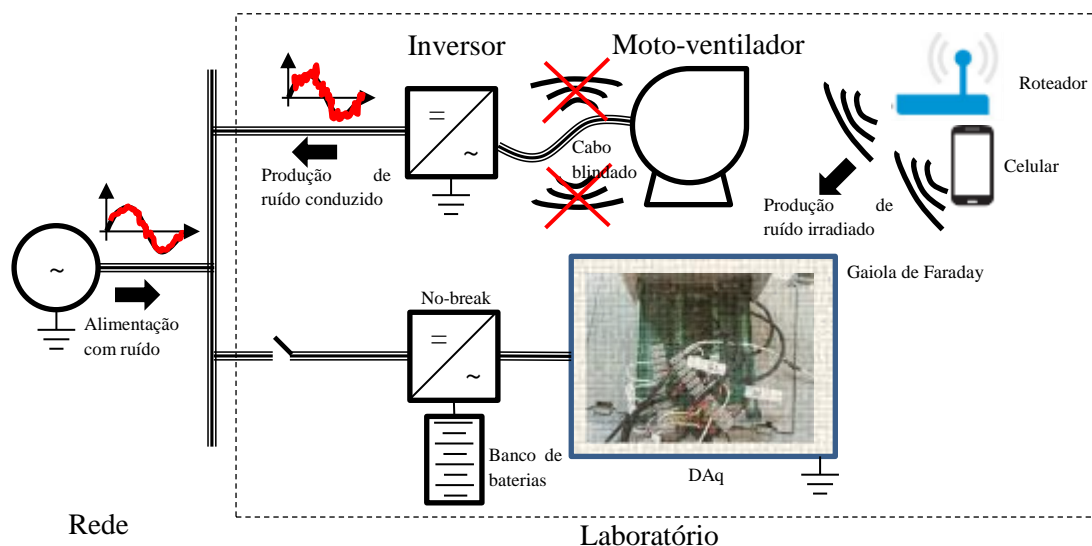 Inversor
Moto-ventilador
Roteador
Cabo
blindado
Celular
Produção de
ruído conduzido
Produção de
ruído irradiado
Gaiola de Faraday
Alimentação
com ruído
No-break
Banco de
baterias
DAq
Rede
Laboratório